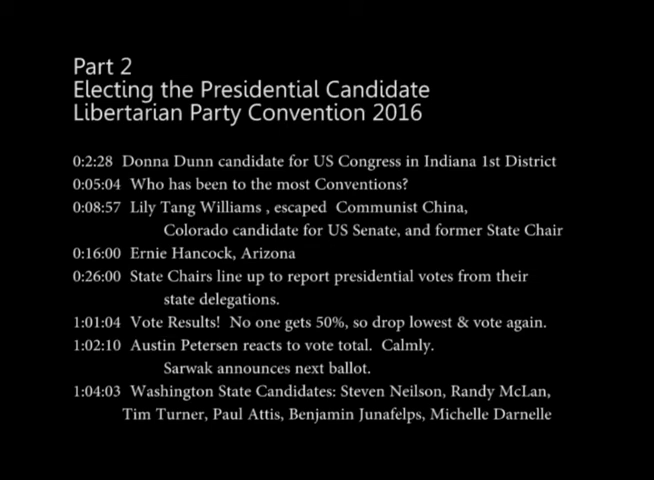 Part 2
Electing the Presidential Candidate
Libertarian Party Convention 2016
0:2:28 Donna Dunn candidate for US Congress in Indiana 1st District
0:05:04 Who has been to the most Conventions?
0:08:57 Lily Tang Williams , escaped Communist China,
Colorado candidate for US Senate, and former State Chair
0:16:00 Ernie Hancock, Arizona
0:26:00 State Chairs line up to report presidential votes from their
state delegations.
1:01:04 Vote Results! No one gets 50%, so drop lowest & vote again.
1:02:10 Austin Petersen reacts to vote total. Calmly.
Sarwak announces next ballot.
1:04:03 Washington State Candidates: Steven Neilson, Randy McLan,
Tim Turner, Paul Attis, Benjamin Junafelps, Michelle Darnelle